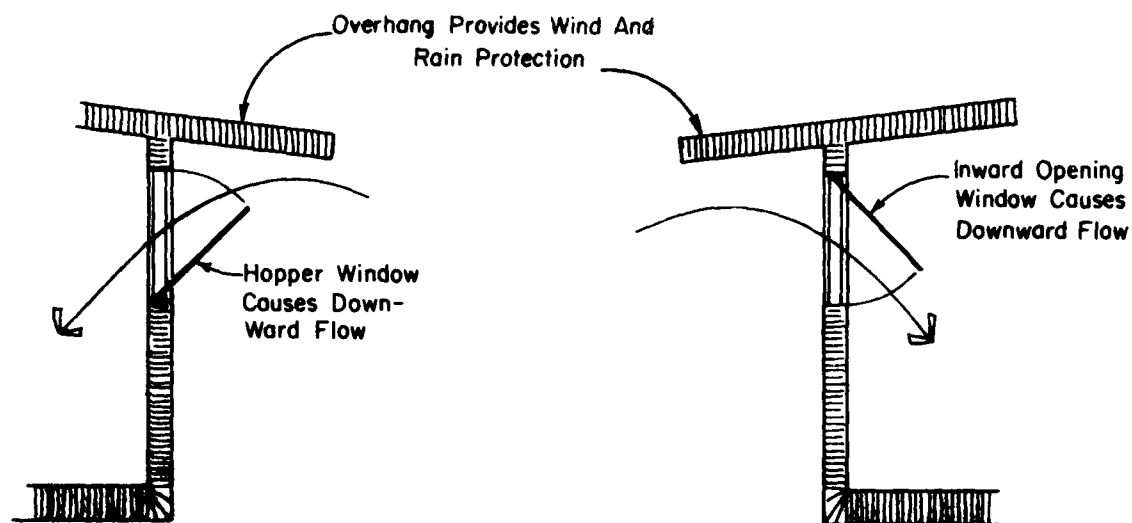 Overhang Provides Wind And
Rain Protection
Hopper Window
Causes Down-
Ward Flow
Inward Opening
Window Causes
Downward Flow